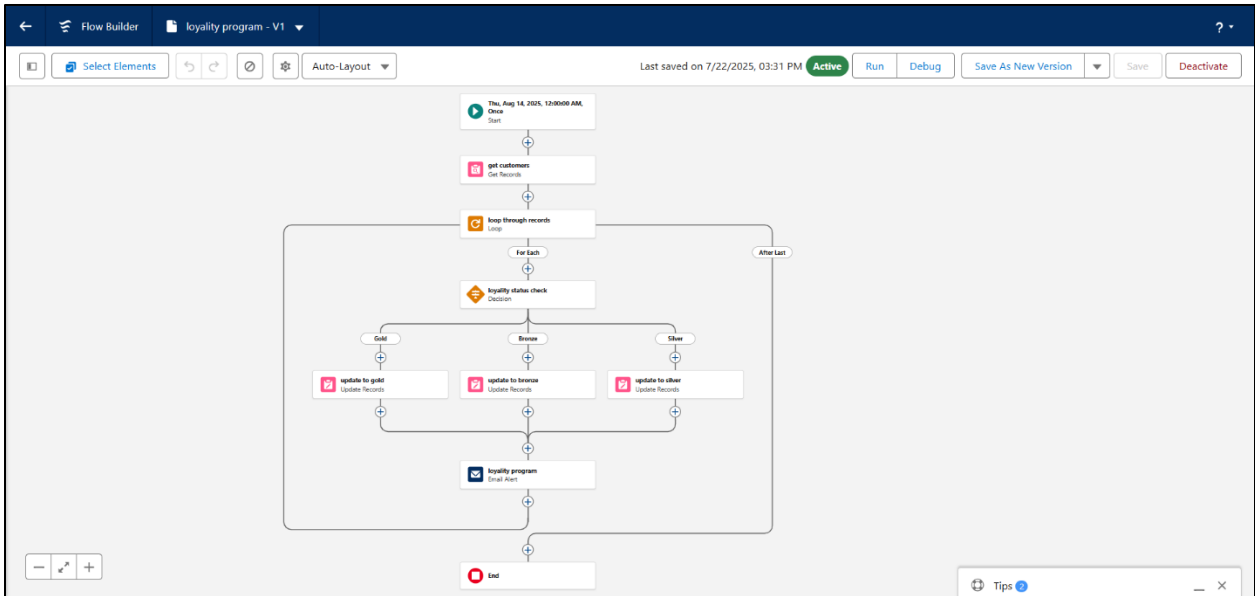 Flow Builder
loyality program - V1
?
Select Elements
Auto-Layout
Last saved on 7/22/2025, 03:31 PM
Active
Run
Debug
Save As New Version
Save
Deactivate
Thu, Aug 14, 2025, 12:00:00 AM,
Once
Start
get customers
Get Records
loop through records
Loop
For Each
After Last
loyality status check
Decision
Gold
Bronze
Silver
update to gold
Update Records
update to bronze
Update Records
update to silver
Update Records
loyality program
Email Alert
End
Tips 2